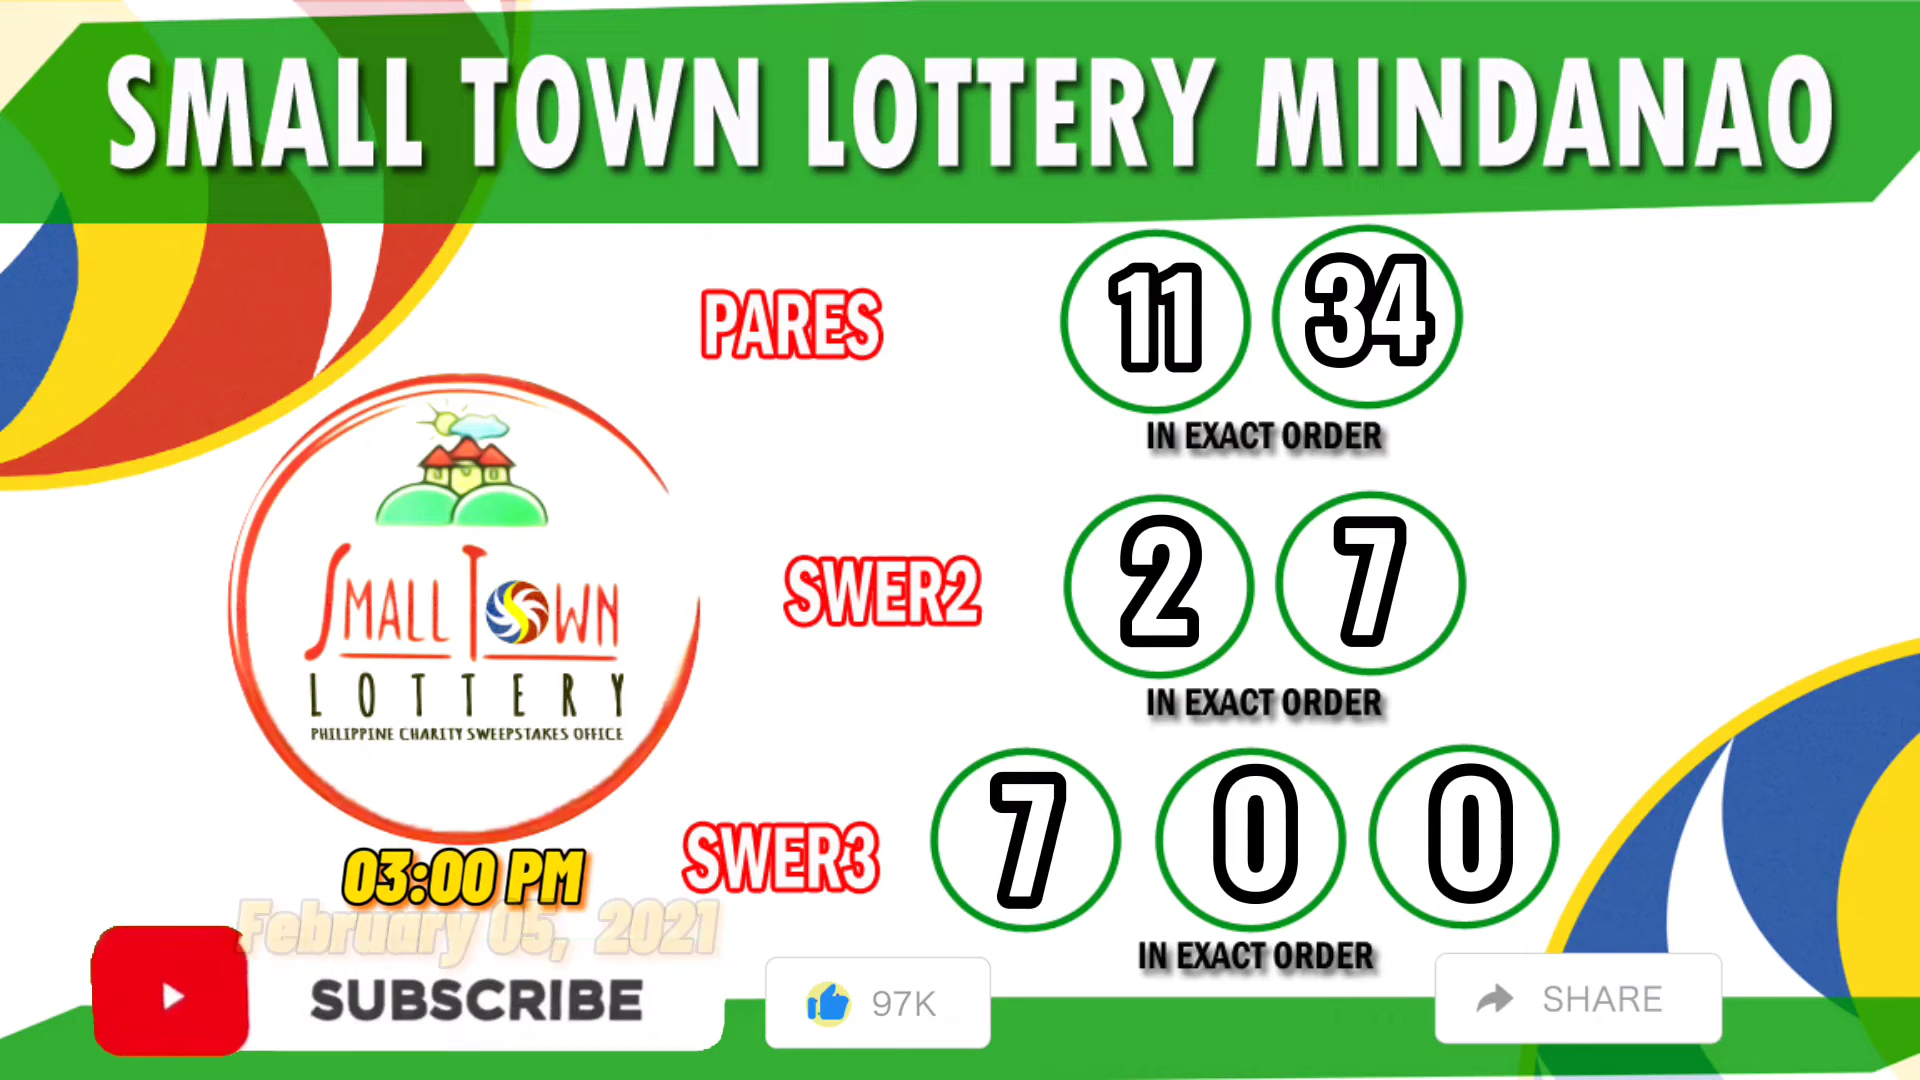 SMALL TOWN LOTTERY MINDANAO
PARES
11 34
IN EXACT ORDER
SWER2
2 7
IN EXACT ORDER
SMALL TOWN
LOTTERY
PHILIPPINE CHARITY SWEEPSTAKES OFFICE
SWER3
7 0 0
IN EXACT ORDER
03:00 PM
February 05, 2021
SUBSCRIBE
97K
SHARE